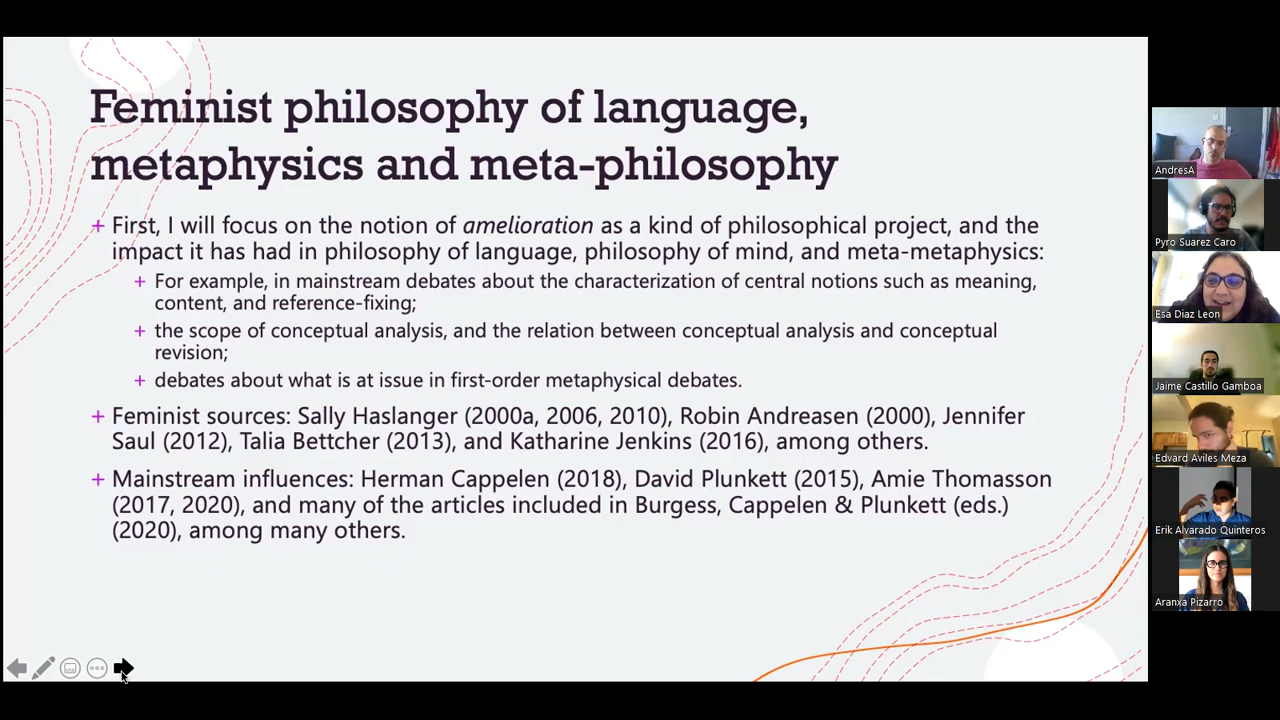 Feminist philosophy of language,
metaphysics and meta-philosophy
+ First, I will focus on the notion of amelioration as a kind of philosophical project, and the
impact it has had in philosophy of language, philosophy of mind, and meta-metaphysics:
+ For example, in mainstream debates about the characterization of central notions such as meaning,
content, and reference-fixing;
+ the scope of conceptual analysis, and the relation between conceptual analysis and conceptual
revision;
+ debates about what is at issue in first-order metaphysical debates.
+ Feminist sources: Sally Haslanger (2000a, 2006, 2010), Robin Andreasen (2000), Jennifer
Saul (2012), Talia Bettcher (2013), and Katharine Jenkins (2016), among others.
+ Mainstream influences: Herman Cappelen (2018), David Plunkett (2015), Amie Thomasson
(2017, 2020), and many of the articles included in Burgess, Cappelen & Plunkett (eds.)
(2020), among many others.
AndresA
Pyro Suarez Caro
Esa Diaz Leon
Jaime Castillo Gamboa
Edvard Aviles Meza
Erik Alvarado Quinteros
Aranxa Pizarro